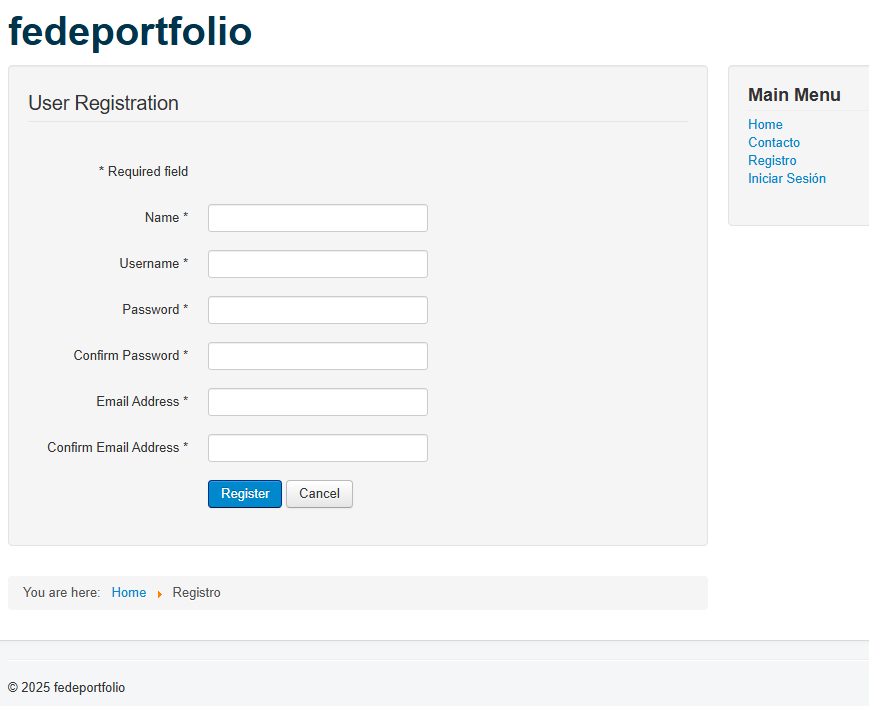 fedeportfolio
User Registration
* Required field
Name *
Username *
Password *
Confirm Password *
Email Address *
Confirm Email Address *
Register Cancel
Main Menu
Home
Contacto
Registro
Iniciar Sesión
You are here: Home Registro
© 2025 fedeportfolio